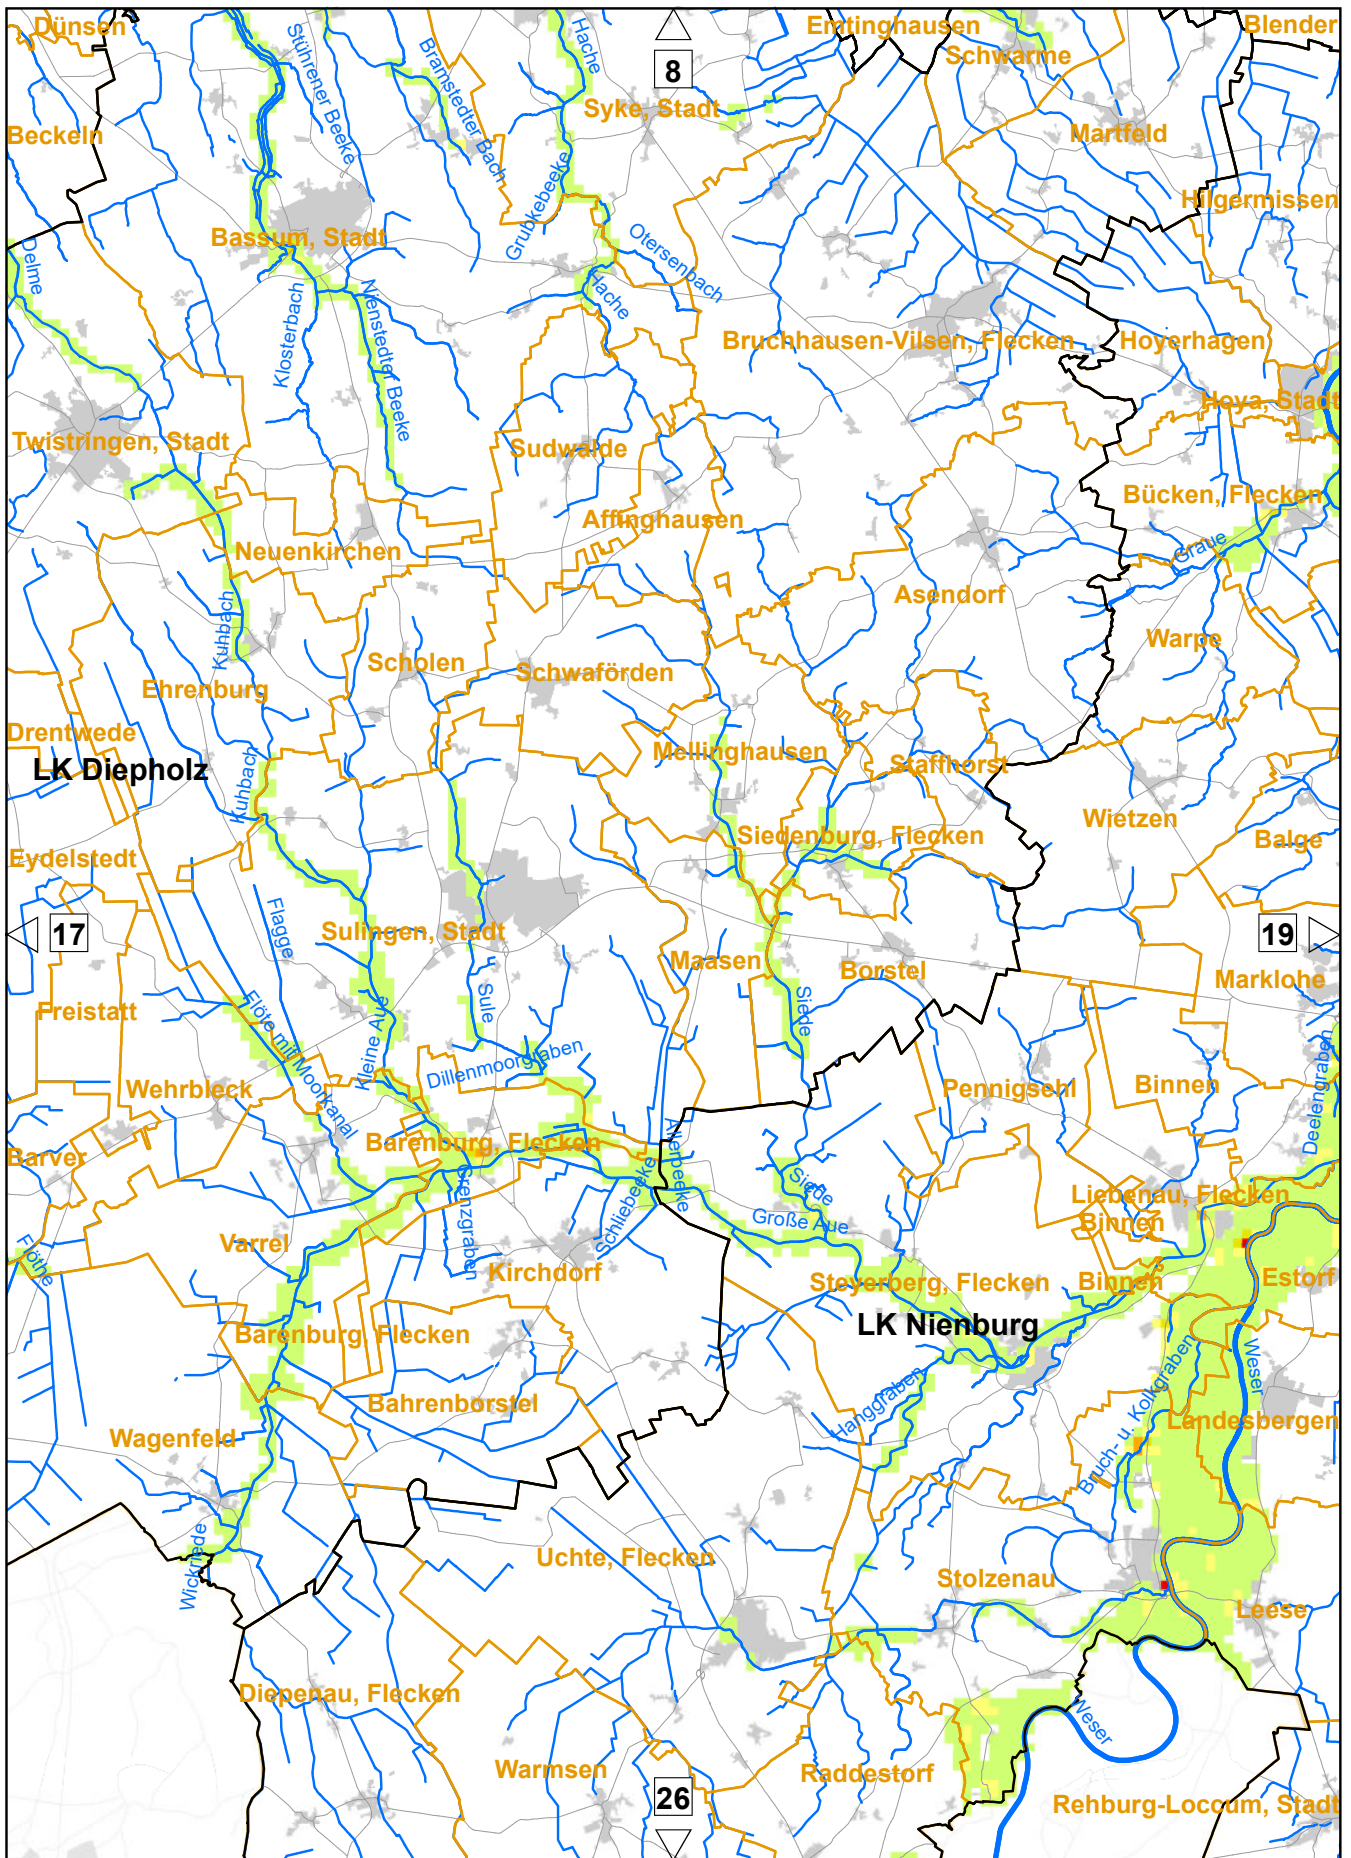 Dünsen
Stührener Beeke
Bramstedter Bach
Hache
8
Emtinghausen
Schwarme
Blender
Syke, Stadt
Beckeln
Martfeld
Hilgermissen
Grubkebeeke
Bassum, Stadt
Otersenbach
Delme
Hache
Klosterbach
Nienstedter Beeke
Bruchhausen-Vilsen, Flecken
Hoyerhagen
Hoya, Stadt
Twistringen, Stadt
Sudwalde
Bücken, Flecken
Affinghausen
Neuenkirchen
Graue
Asendorf
Kuhbach
Warpe
Scholen
Schwaförden
Ehrenburg
Drentwede
Mellinghausen
Staffhorst
LK Diepholz
Kuhbach
Wietzen
Siedenburg, Flecken
Balge
Eydelstedt
Flagge
17
Sulingen, Stadt
19
Maasen
Borstel
Marklohe
Freistatt
Flöte mit Moorkanal
Kleine Aue
Sule
Siede
Dillenmoorgraben
Deelengraben
Wehrbleck
Pennigsehl
Binnen
Barenburg, Flecken
Barver
Allerbeeke
Grenzgraben
Schliebeeke
Siede
Liebenau, Flecken
Große Aue
Binnen
Varrel
Flöthe
Kirchdorf
Steyerberg, Flecken
Binnen
Estorf
Barenburg, Flecken
LK Nienburg
Weser
Bruch- u. Kolkgraben
Hanggraben
Bahrenborstel
Landesbergen
Wagenfeld
Wickriede
Uchte, Flecken
Stolzenau
Leese
Diepenau, Flecken
Weser
Warmsen
Raddestorf
26
Rehburg-Loccum, Stadt